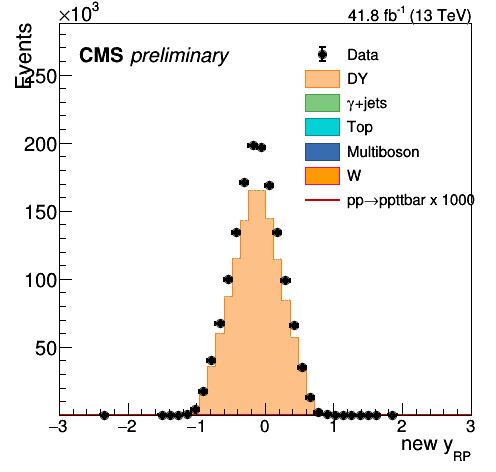 ×10³
41.8 fb⁻¹ (13 TeV)
Events
CMS preliminary
Data
DY
γ+jets
Top
Multiboson
W
pp→ppttbar x 1000
250
200
150
100
50
−3 −2 −1 0 1 2 3
new y_RP